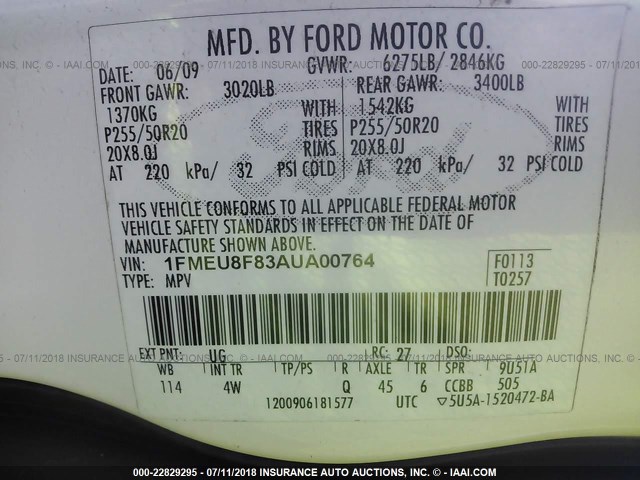 MFD. BY FORD MOTOR CO.
DATE: 06/09 GVWR: 6275LB/ 2846KG
FRONT GAWR: 3020LB REAR GAWR: 3400LB
1370KG WITH 1542KG WITH
P255/50R20 TIRES P255/50R20 TIRES
20X8.0J RIMS 20X8.0J RIMS
AT 220 kPa/ 32 PSI COLD AT 220 kPa/ 32 PSI COLD
Ford
THIS VEHICLE CONFORMS TO ALL APPLICABLE FEDERAL MOTOR
VEHICLE SAFETY STANDARDS IN EFFECT ON THE DATE OF
MANUFACTURE SHOWN ABOVE.
VIN: 1FMEU8F83AUA00764 F0113
TYPE: MPV T0257
EXT PNT: UG RC: 27 DSO:
WB INT TR TP/PS R AXLE TR SPR 9U51A
114 4W Q 45 6 CCBB 505
1200906181577 UTC ▽5U5A-1520472-BA
000-22829295 - 07/11/2018 INSURANCE AUTO AUCTIONS, INC. - © IAAI.COM